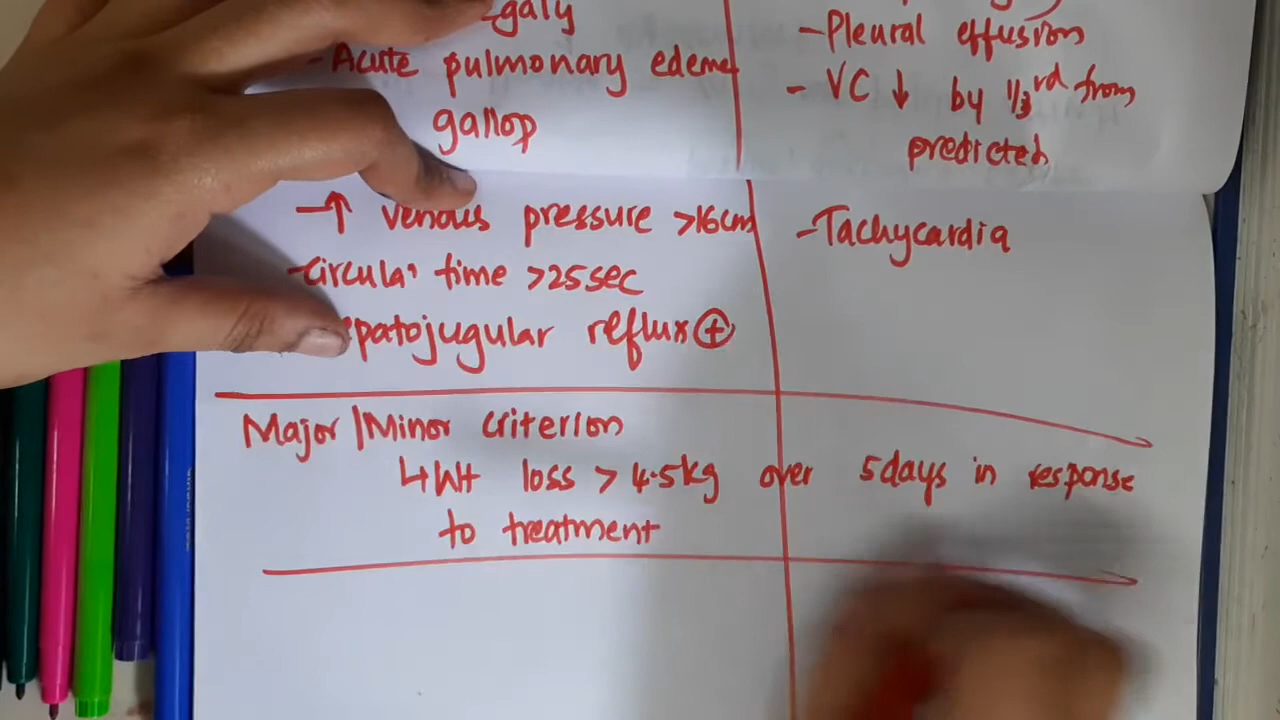 -galy
- Acute pulmonary edema
gallop
- ↑ venous pressure >16cm
- circula' time >25sec
patojugular reflux ⊕
- Pleural effusion
- VC ↓ by 1/3rd from
predicted
- Tachycardia
Major | Minor criterion
↳ Wt loss > 4.5kg over 5days in response
to treatment